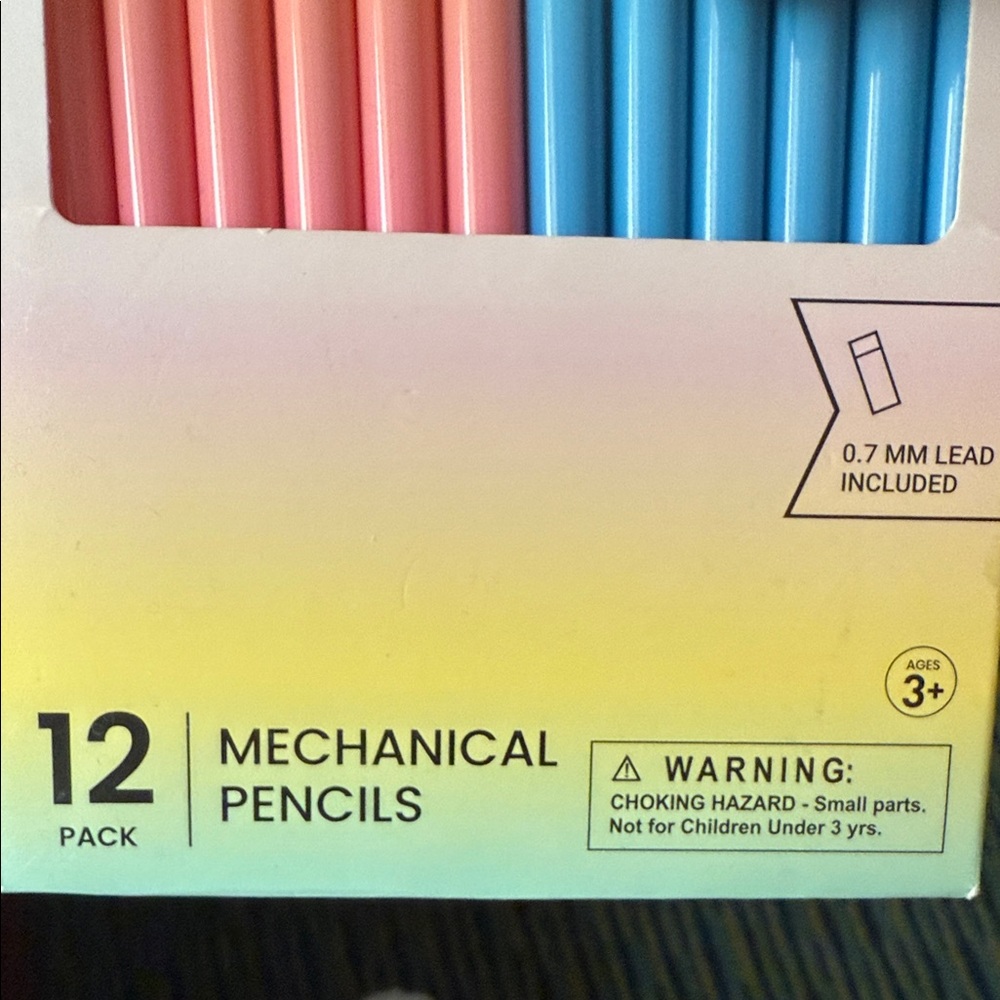 0.7 MM LEAD
INCLUDED
AGES
3+
12
PACK
MECHANICAL
PENCILS
⚠ WARNING:
CHOKING HAZARD - Small parts.
Not for Children Under 3 yrs.